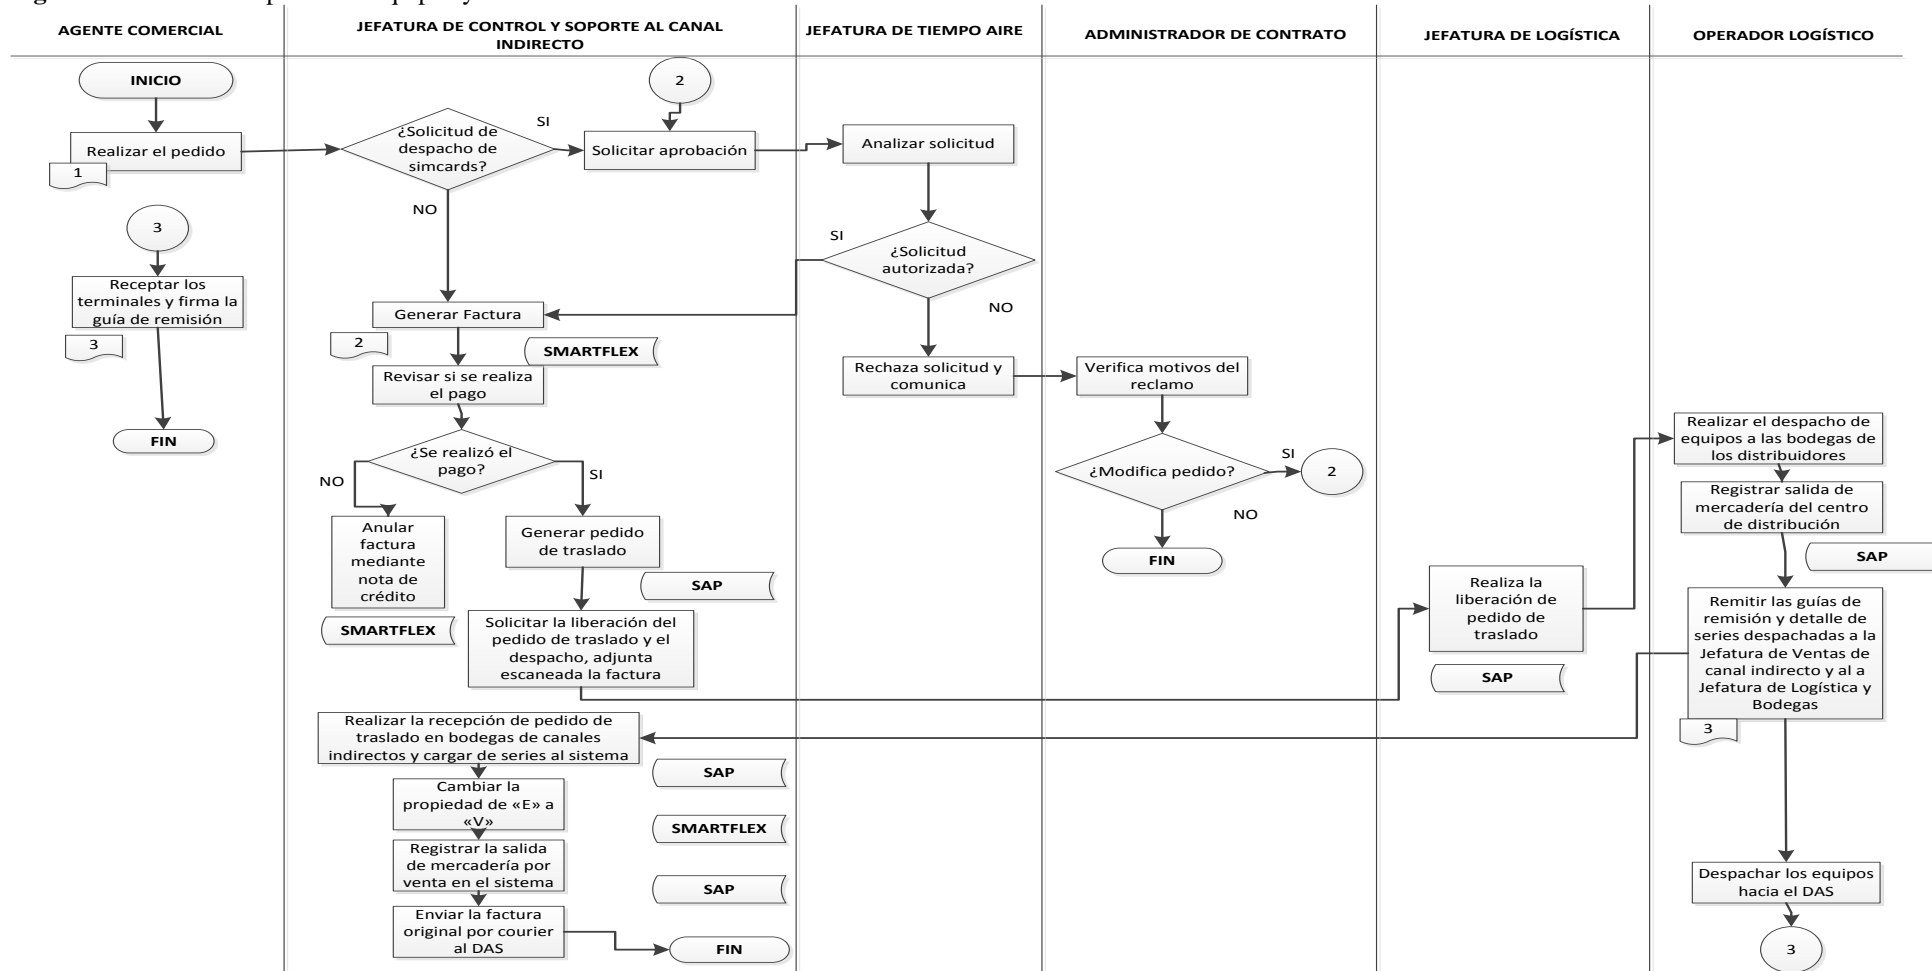 AGENTE COMERCIAL
JEFATURA DE CONTROL Y SOPORTE AL CANAL
INDIRECTO
JEFATURA DE TIEMPO AIRE
ADMINISTRADOR DE CONTRATO
JEFATURA DE LOGÍSTICA
OPERADOR LOGÍSTICO
INICIO
Realizar el pedido
1
3
Receptar los
terminales y firma la
guía de remisión
3
FIN
¿Solicitud de
despacho de
simcards?
SI
NO
2
Solicitar aprobación
Generar Factura
2
SMARTFLEX
Revisar si se realiza
el pago
¿Se realizó el
pago?
NO
SI
Anular
factura
mediante
nota de
crédito
SMARTFLEX
Generar pedido
de traslado
SAP
Solicitar la liberación del
pedido de traslado y el
despacho, adjunta
escaneada la factura
Realizar la recepción de pedido de
traslado en bodegas de canales
indirectos y cargar de series al sistema
SAP
Cambiar la
propiedad de «E» a
«V»
SMARTFLEX
Registrar la salida
de mercadería por
venta en el sistema
SAP
Enviar la factura
original por courier
al DAS
FIN
Analizar solicitud
SI
¿Solicitud
autorizada?
NO
Rechaza solicitud y
comunica
Verifica motivos del
reclamo
¿Modifica pedido?
SI
2
NO
FIN
Realiza la
liberación de
pedido de
traslado
SAP
Realizar el despacho de
equipos a las bodegas de
los distribuidores
Registrar salida de
mercadería del centro
de distribución
SAP
Remitir las guías de
remisión y detalle de
series despachadas a la
Jefatura de Ventas de
canal indirecto y al a
Jefatura de Logística y
Bodegas
3
Despachar los equipos
hacia el DAS
3